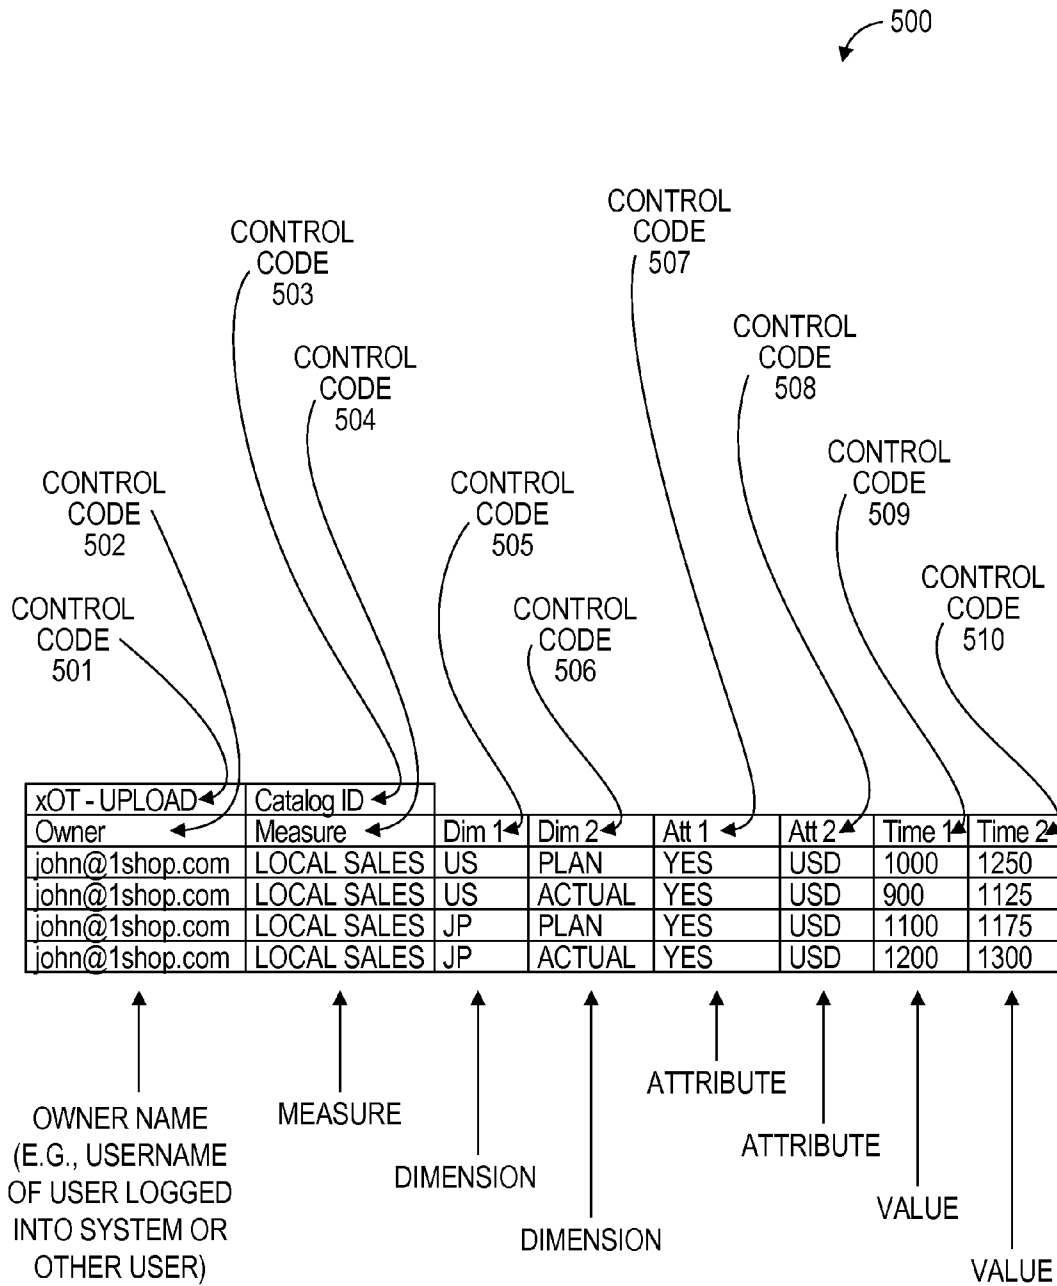 500
CONTROL
CODE
507
CONTROL
CODE
503
CONTROL
CODE
508
CONTROL
CODE
504
CONTROL
CODE
509
CONTROL
CODE
502
CONTROL
CODE
505
CONTROL
CODE
510
CONTROL
CODE
501
CONTROL
CODE
506
xOT - UPLOAD Catalog ID
Owner Measure Dim 1 Dim 2 Att 1 Att 2 Time 1 Time 2
john@1shop.com LOCAL SALES US PLAN YES USD 1000 1250
john@1shop.com LOCAL SALES US ACTUAL YES USD 900 1125
john@1shop.com LOCAL SALES JP PLAN YES USD 1100 1175
john@1shop.com LOCAL SALES JP ACTUAL YES USD 1200 1300
OWNER NAME
(E.G., USERNAME
OF USER LOGGED
INTO SYSTEM OR
OTHER USER)
MEASURE
DIMENSION
DIMENSION
ATTRIBUTE
ATTRIBUTE
VALUE
VALUE